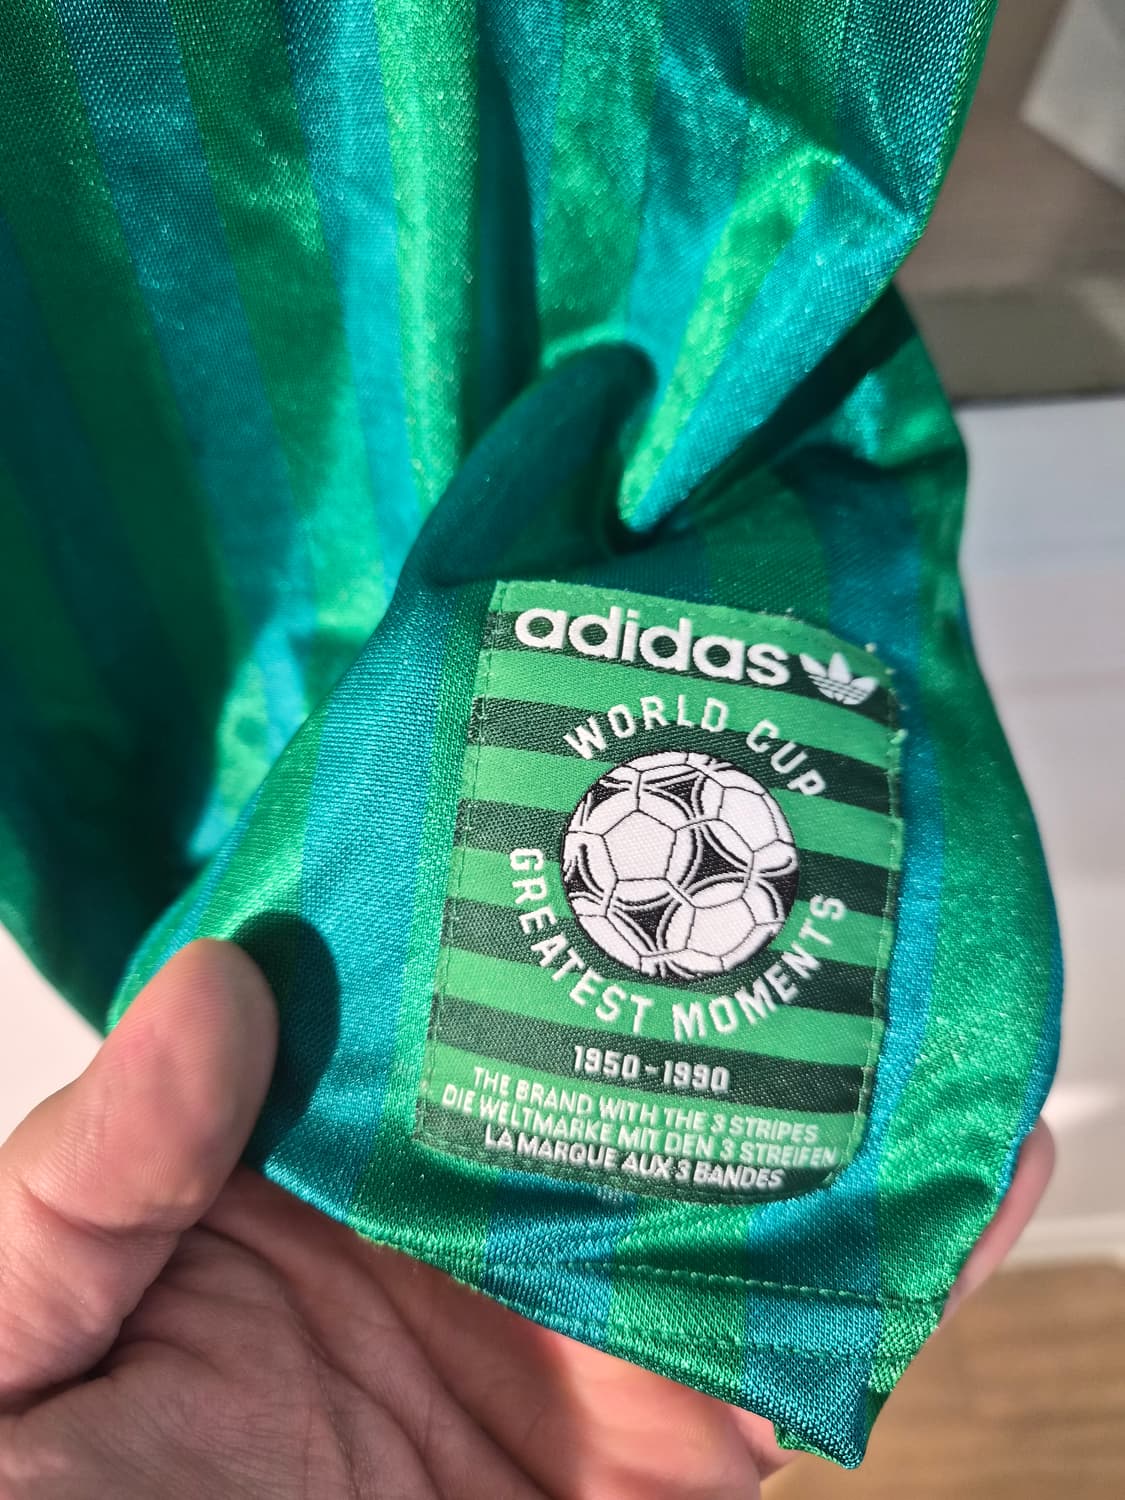 adidas
WORLD CUP
GREATEST MOMENTS
1950-1990
THE BRAND WITH THE 3 STRIPES
DIE WELTMARKE MIT DEN 3 STREIFEN
LA MARQUE AUX 3 BANDES